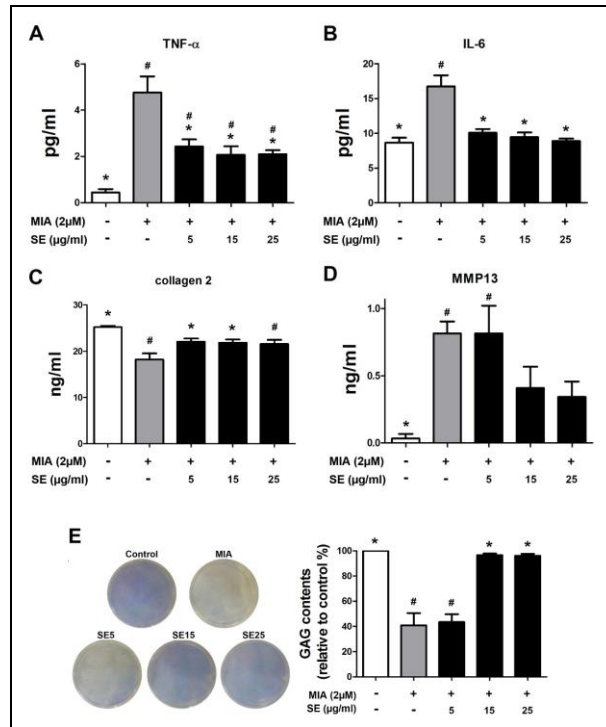 A
TNF-α
pg/ml
6
4
2
0
#
*
#
*
#
*
#
*
MIA (2μM) - + + + +
SE (μg/ml) - - 5 15 25
B
IL-6
pg/ml
20
15
10
5
0
*
#
*
*
*
MIA (2μM) - + + + +
SE (μg/ml) - - 5 15 25
C
collagen 2
ng/ml
30
20
10
0
*
#
*
*
#
MIA (2μM) - + + + +
SE (μg/ml) - - 5 15 25
D
MMP13
ng/ml
1.0
0.5
0.0
*
#
#
MIA (2μM) - + + + +
SE (μg/ml) - - 5 15 25
E
Control MIA
SE5 SE15 SE25
GAG contents
(relative to control %)
100
80
60
40
20
0
*
#
#
*
*
MIA (2μM) - + + + +
SE (μg/ml) - - 5 15 25